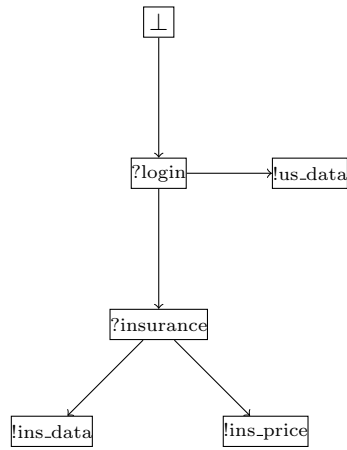 ⊥
?login
!us_data
?insurance
!ins_data
!ins_price